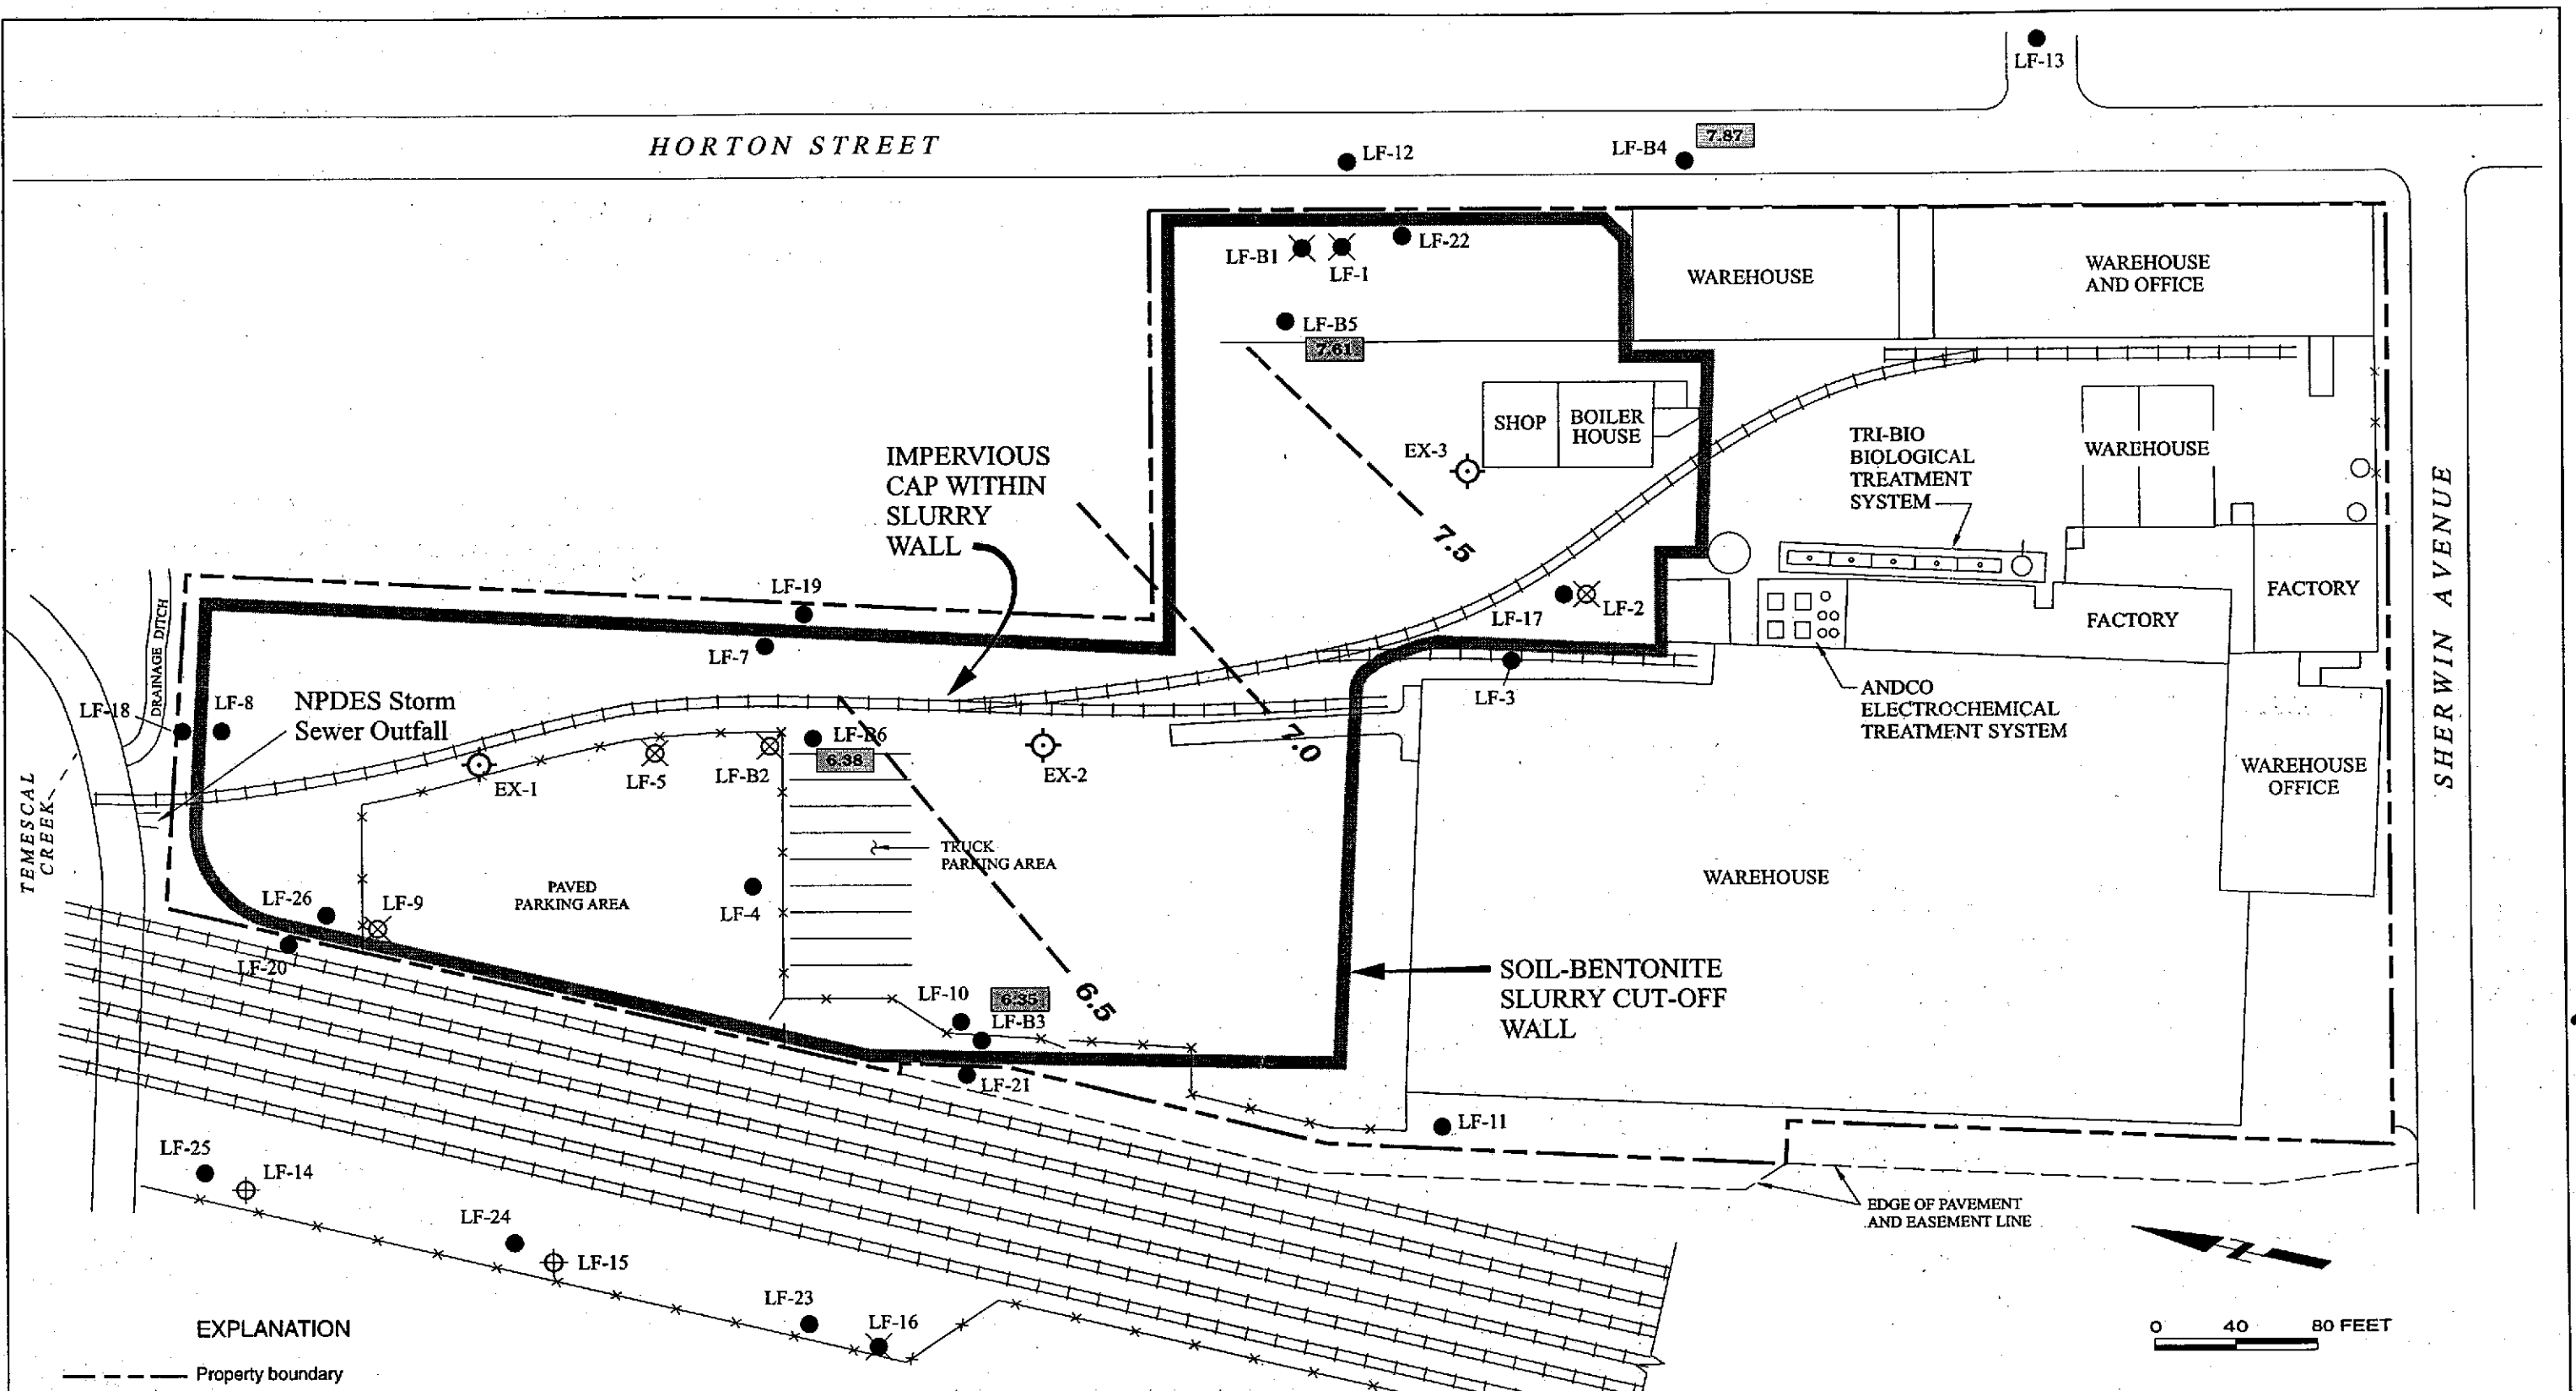 LF-13
HORTON STREET
7.87
LF-12
LF-B4
LF-B1
LF-1
LF-22
WAREHOUSE
WAREHOUSE
AND OFFICE
LF-B5
7.61
SHOP
BOILER
HOUSE
EX-3
IMPERVIOUS
CAP WITHIN
SLURRY
WALL
TRI-BIO
BIOLOGICAL
TREATMENT
SYSTEM
WAREHOUSE
SHERWIN AVENUE
7.5
LF-19
LF-7
LF-17
LF-2
FACTORY
FACTORY
DRAINAGE DITCH
LF-18
LF-8
NPDES Storm
Sewer Outfall
LF-3
ANDCO
ELECTROCHEMICAL
TREATMENT SYSTEM
7.0
LF-B6
6.38
EX-1
LF-5
LF-B2
EX-2
WAREHOUSE
OFFICE
TEMESCAL
CREEK
TRUCK
PARKING AREA
PAVED
PARKING AREA
WAREHOUSE
LF-26
LF-9
LF-4
LF-20
SOIL-BENTONITE
SLURRY CUT-OFF
WALL
LF-10
6.35
6.5
LF-B3
LF-21
LF-11
LF-25
LF-14
EDGE OF PAVEMENT
AND EASEMENT LINE
LF-24
LF-15
LF-23
LF-16
Z
0 40 80 FEET
EXPLANATION
Property boundary